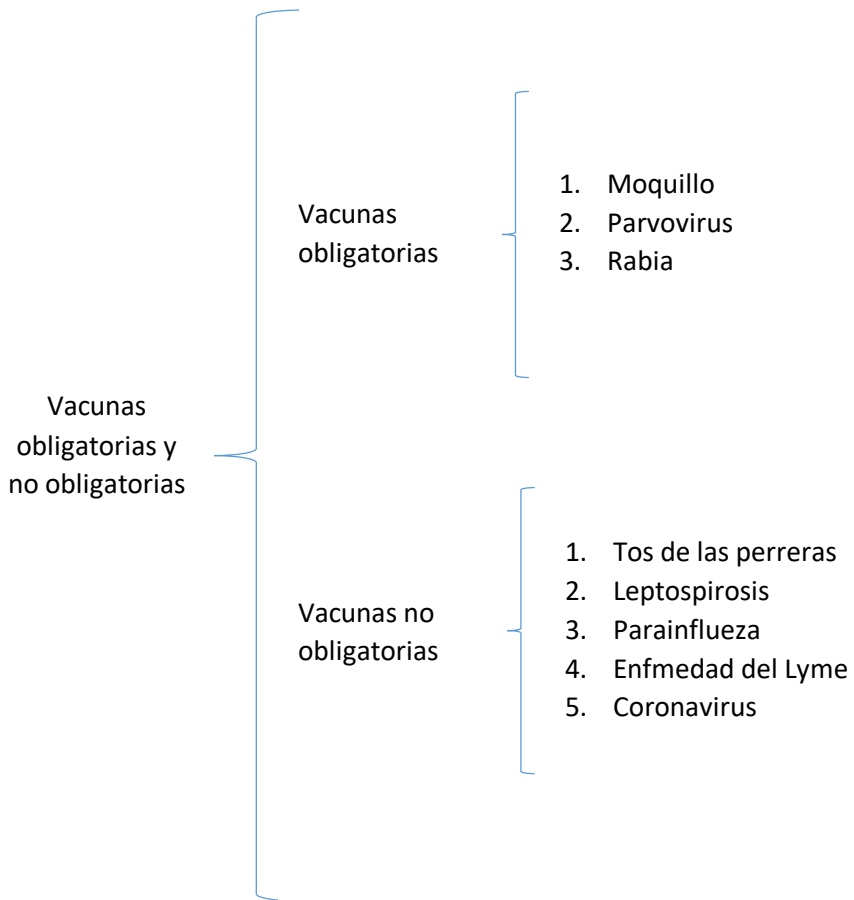 Vacunas
obligatorias y
no obligatorias
Vacunas
obligatorias
1. Moquillo
2. Parvovirus
3. Rabia
Vacunas no
obligatorias
1. Tos de las perreras
2. Leptospirosis
3. Parainflueza
4. Enfmedad del Lyme
5. Coronavirus